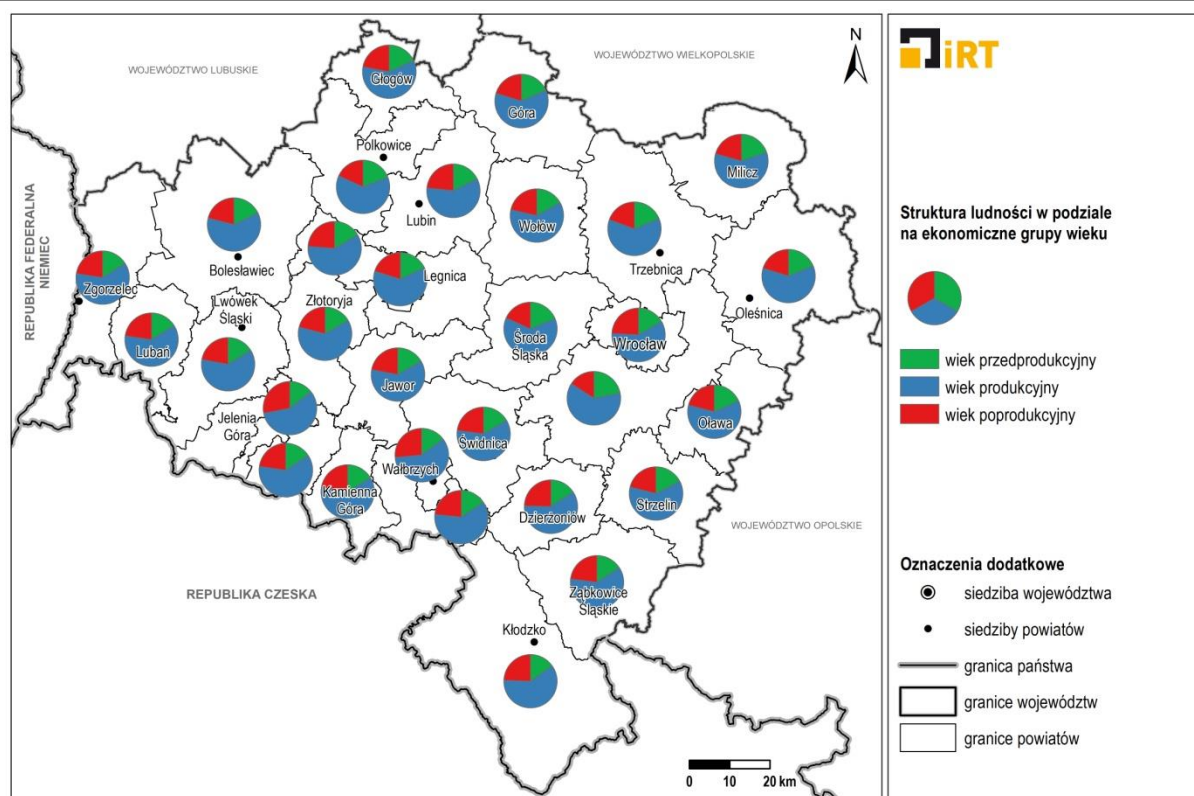 WOJEWÓDZTWO LUBUSKIE
WOJEWÓDZTWO WIELKOPOLSKIE
N
Głogów
Góra
Polkowice
Milicz
Lubin
Wołów
REPUBLIKA FEDERALNA
NIEMIEC
Bolesławiec
Trzebnica
Zgorzelec
Legnica
Oleśnica
Lwówek
Śląski
Złotoryja
Lubań
Środa
Śląska
Wrocław
Jawor
Jelenia
Góra
Oława
Świdnica
Wałbrzych
Kamienna
Góra
Dzierżoniów
Strzelin
WOJEWÓDZTWO OPOLSKIE
Ząbkowice
Śląskie
REPUBLIKA CZESKA
Kłodzko
0 10 20 km
iRT
Struktura ludności w podziale
na ekonomiczne grupy wieku
wiek przedprodukcyjny
wiek produkcyjny
wiek poprodukcyjny
Oznaczenia dodatkowe
siedziba województwa
siedziby powiatów
granica państwa
granice województw
granice powiatów